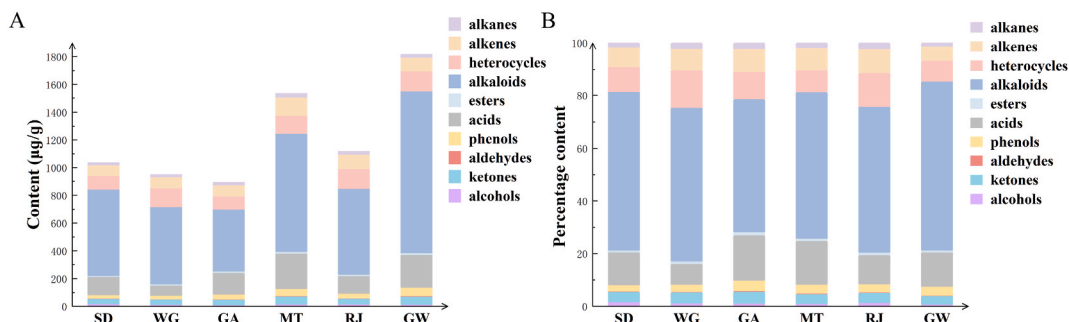 A
Content (µg/g)
1800
1600
1400
1200
1000
800
600
400
200
0
SD WG GA MT RJ GW
alkanes
alkenes
heterocycles
alkaloids
esters
acids
phenols
aldehydes
ketones
alcohols
B
Percentage content
100
80
60
40
20
0
SD WG GA MT RJ GW
alkanes
alkenes
heterocycles
alkaloids
esters
acids
phenols
aldehydes
ketones
alcohols